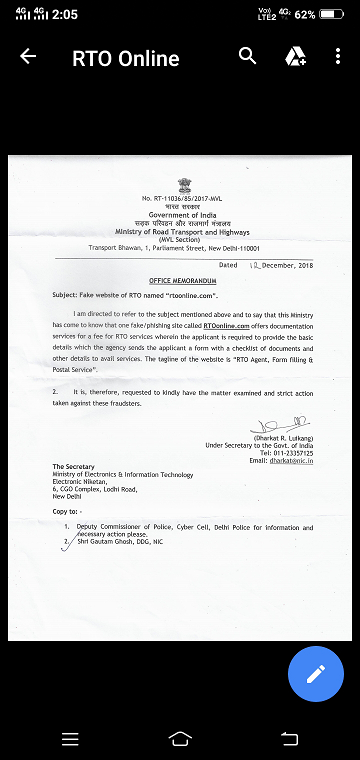 4G 4G 2:05 Vo) LTE2 4G2 62%
RTO Online
No. RT-11036/85/2017-MVL
भारत सरकार
Government of India
सड़क परिवहन और राजमार्ग मंत्रालय
Ministry of Road Transport and Highways
(MVL Section)
Transport Bhawan, 1, Parliament Street, New Delhi-110001
Dated 12 December, 2018
OFFICE MEMORANDUM
Subject: Fake website of RTO named "rtoonline.com".
I am directed to refer to the subject mentioned above and to say that this Ministry
has come to know that one fake/phishing site called RTOonline.com offers documentation
services for a fee for RTO services wherein the applicant is required to provide the basic
details which the agency sends the applicant a form with a checklist of documents and
other details to avail services. The tagline of the website is "RTO Agent, Form filling &
Postal Service".
2. It is, therefore, requested to kindly have the matter examined and strict action
taken against these fraudsters.
(Dharkat R. Luikang)
Under Secretary to the Govt. of India
Tel: 011-23357125
Email: dharkat@nic.in
The Secretary
Ministry of Electronics & Information Technology
Electronic Niketan,
6, CGO Complex, Lodhi Road,
New Delhi
Copy to: -
1. Deputy Commissioner of Police, Cyber Cell, Delhi Police for information and
necessary action please.
2. Shri Gautam Ghosh, DDG, NIC